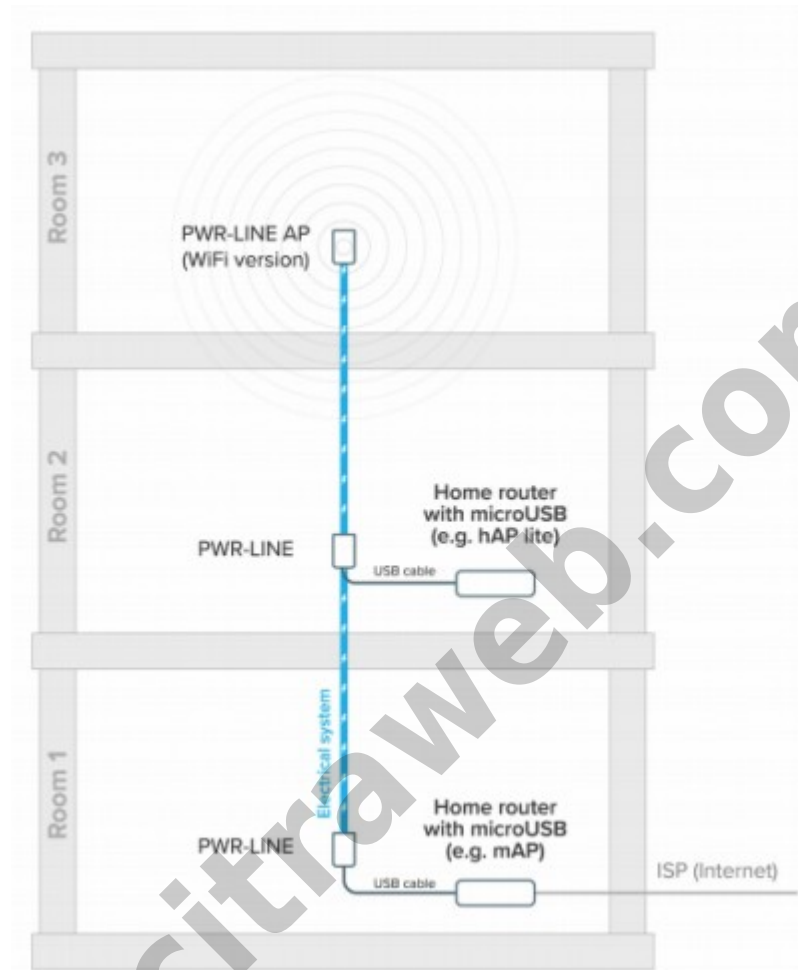 Room 3
PWR-LINE AP
(WiFi version)
Room 2
Home router
with microUSB
(e.g. hAP lite)
PWR-LINE
USB cable
Electrical system
Room 1
Home router
with microUSB
(e.g. mAP)
PWR-LINE
USB cable
ISP (Internet)
citraweb.com